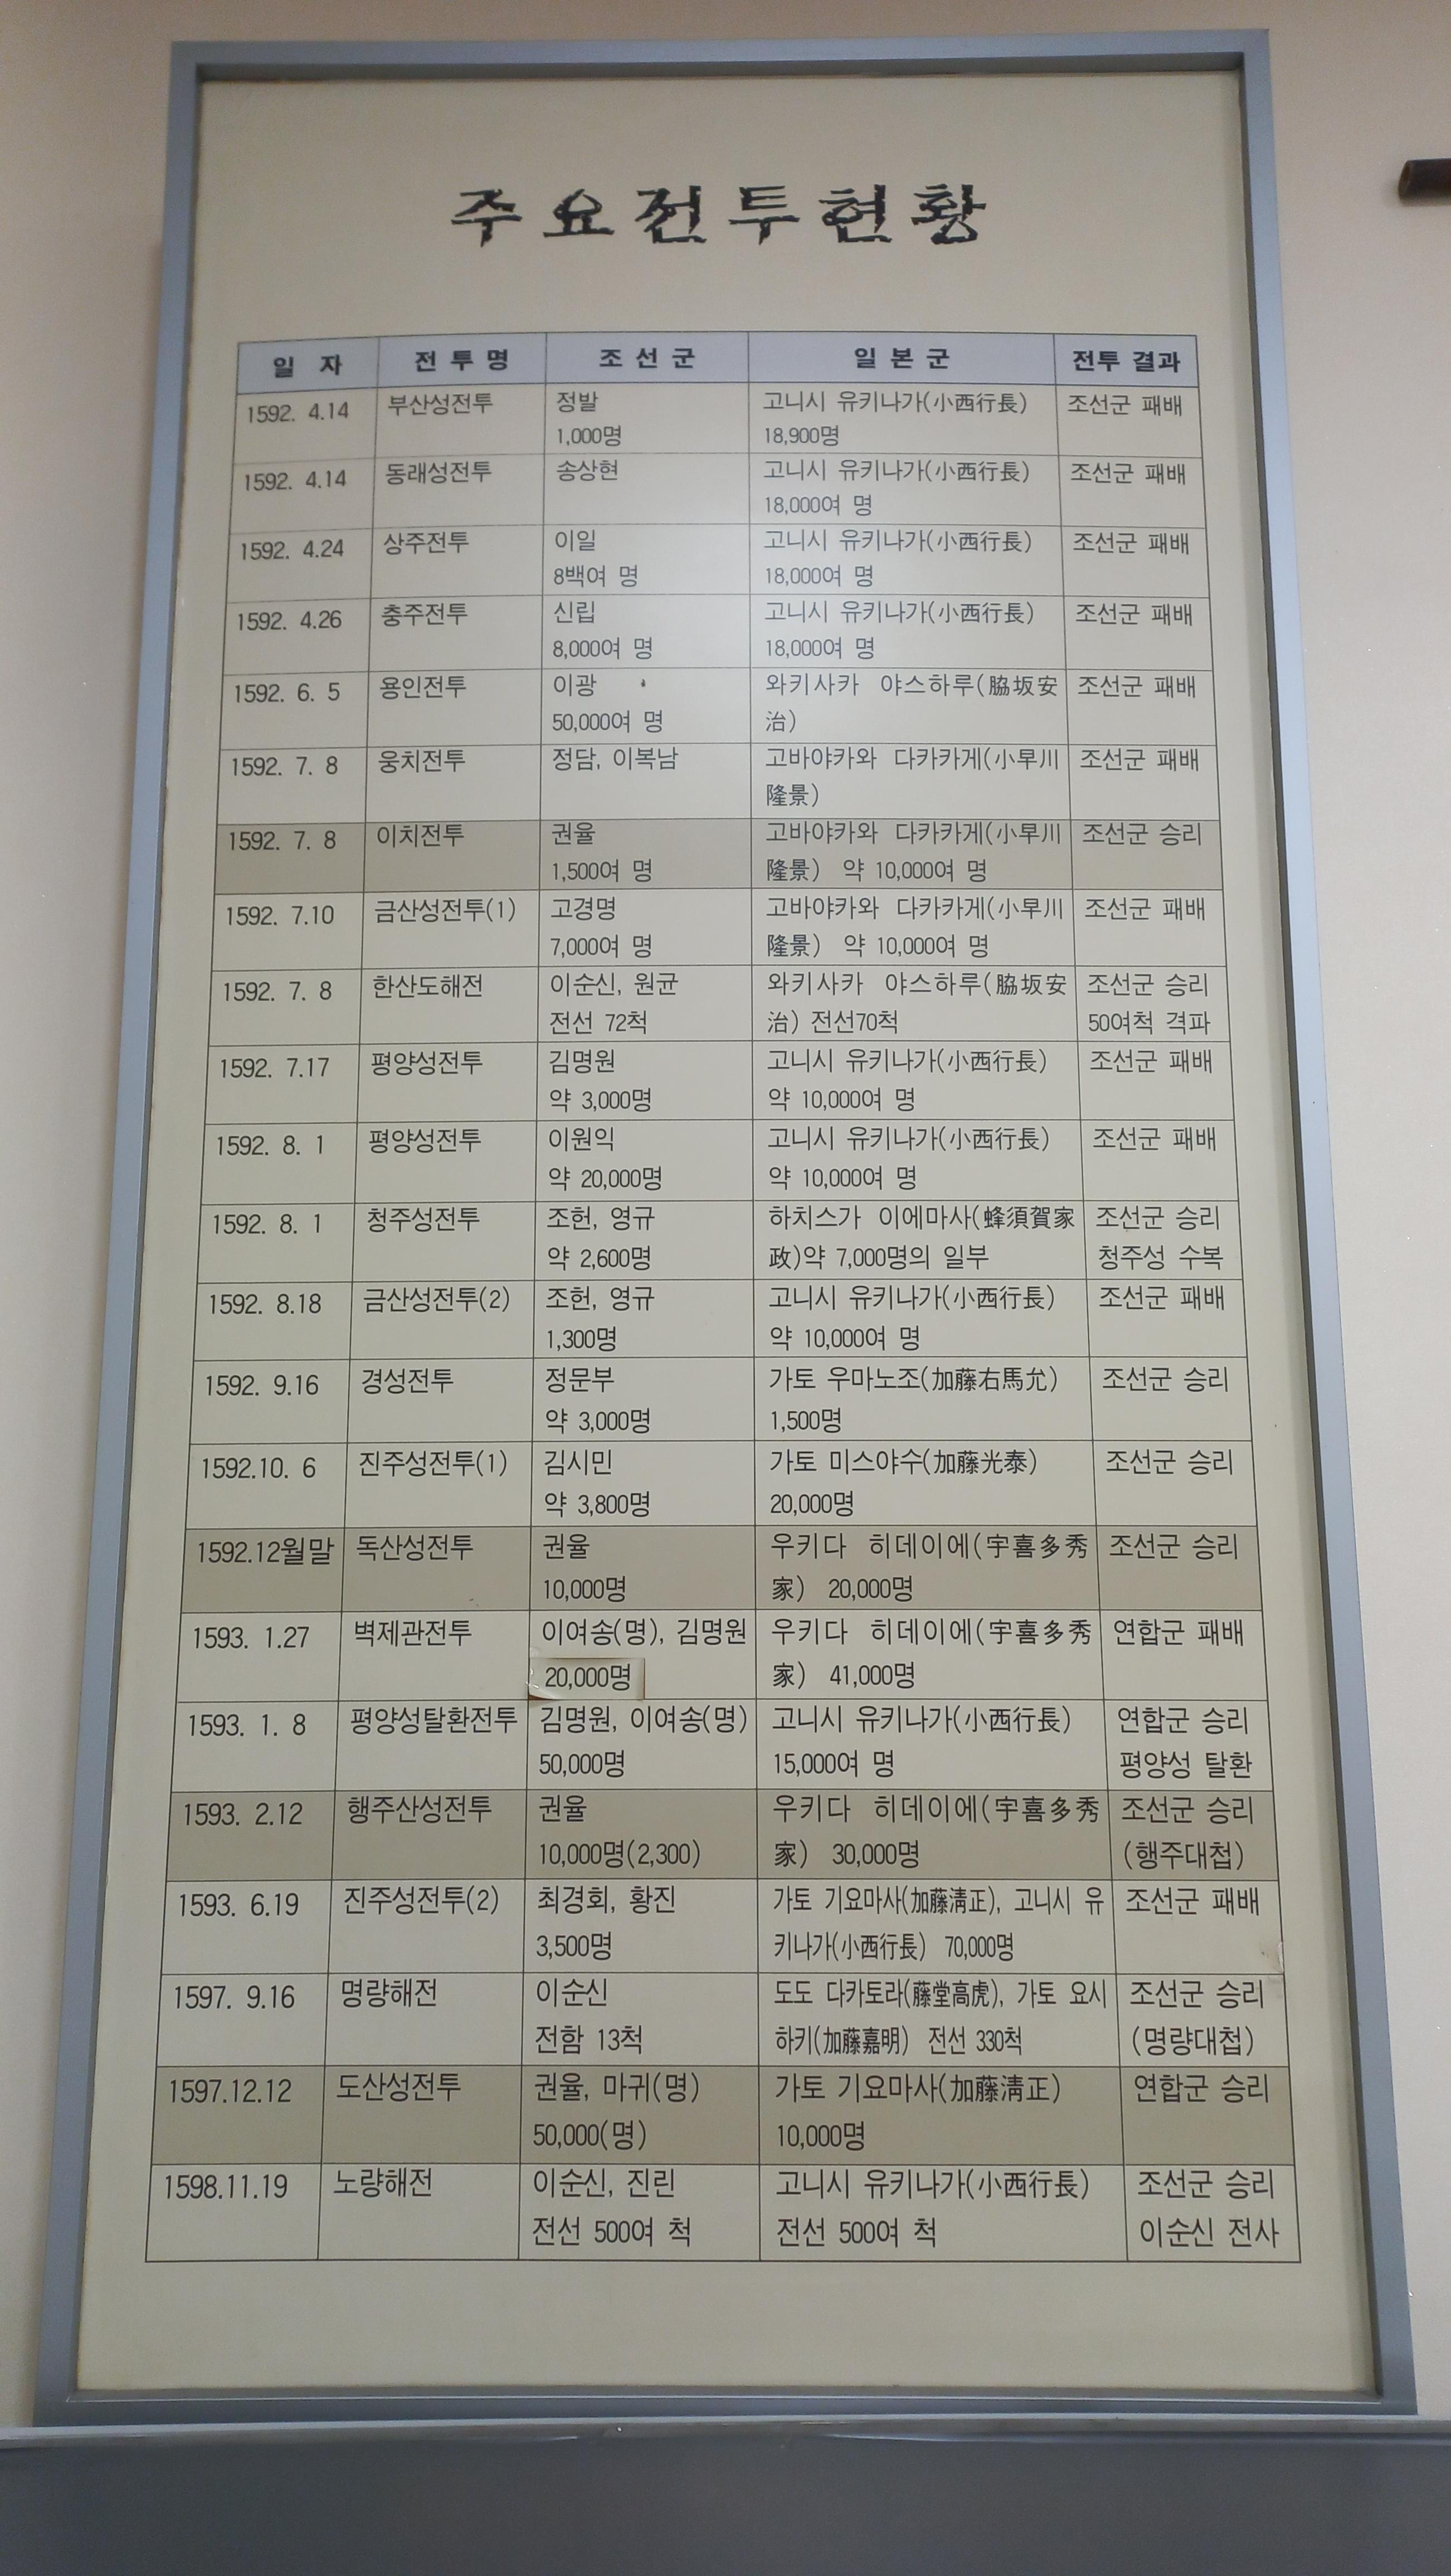 주요전투현황
일 자 전 투 명 조 선 군 일 본 군 전투 결과
1592. 4.14 부산성전투 정발 고니시 유키나가(小西行長) 조선군 패배
1,000명 18,900명
1592. 4.14 동래성전투 송상현 고니시 유키나가(小西行長) 조선군 패배
18,000여 명
1592. 4.24 상주전투 이일 고니시 유키나가(小西行長) 조선군 패배
8백여 명 18,000여 명
1592. 4.26 충주전투 신립 고니시 유키나가(小西行長) 조선군 패배
8,000여 명 18,000여 명
1592. 6. 5 용인전투 이광 와키사카 야스하루(脇坂安 조선군 패배
50,000여 명 治)
1592. 7. 8 웅치전투 정담, 이복남 고바야카와 다카카게(小早川 조선군 패배
隆景)
1592. 7. 8 이치전투 권율 고바야카와 다카카게(小早川 조선군 승리
1,500여 명 隆景) 약 10,000여 명
1592. 7.10 금산성전투(1) 고경명 고바야카와 다카카게(小早川 조선군 패배
7,000여 명 隆景) 약 10,000여 명
1592. 7. 8 한산도해전 이순신, 원균 와키사카 야스하루(脇坂安 조선군 승리
전선 72척 治) 전선70척 50여척 격파
1592. 7.17 평양성전투 김명원 고니시 유키나가(小西行長) 조선군 패배
약 3,000명 약 10,000여 명
1592. 8. 1 평양성전투 이원익 고니시 유키나가(小西行長) 조선군 패배
약 20,000명 약 10,000여 명
1592. 8. 1 청주성전투 조헌, 영규 하치스가 이에마사(蜂須賀家 조선군 승리
약 2,600명 政)약 7,000명의 일부 청주성 수복
1592. 8.18 금산성전투(2) 조헌, 영규 고니시 유키나가(小西行長) 조선군 패배
1,300명 약 10,000여 명
1592. 9.16 경성전투 정문부 가토 우마노조(加藤右馬允) 조선군 승리
약 3,000명 1,500명
1592.10. 6 진주성전투(1) 김시민 가토 미스야수(加藤光泰) 조선군 승리
약 3,800명 20,000명
1592.12월말 독산성전투 권율 우키다 히데이에(宇喜多秀 조선군 승리
10,000명 家) 20,000명
1593. 1.27 벽제관전투 이여송(명), 김명원 우키다 히데이에(宇喜多秀 연합군 패배
20,000명 家) 41,000명
1593. 1. 8 평양성탈환전투 김명원, 이여송(명) 고니시 유키나가(小西行長) 연합군 승리
50,000명 15,000여 명 평양성 탈환
1593. 2.12 행주산성전투 권율 우키다 히데이에(宇喜多秀 조선군 승리
10,000명(2,300) 家) 30,000명 (행주대첩)
1593. 6.19 진주성전투(2) 최경회, 황진 가토 기요마사(加藤淸正), 고니시 유 조선군 패배
3,500명 키나가(小西行長) 70,000명
1597. 9.16 명량해전 이순신 도도 다카토라(藤堂高虎), 가토 요시 조선군 승리
전함 13척 하키(加藤嘉明) 전선 330척 (명량대첩)
1597.12.12 도산성전투 권율, 마귀(명) 가토 기요마사(加藤淸正) 연합군 승리
50,000(명) 10,000명
1598.11.19 노량해전 이순신, 진린 고니시 유키나가(小西行長) 조선군 승리
전선 500여 척 전선 500여 척 이순신 전사